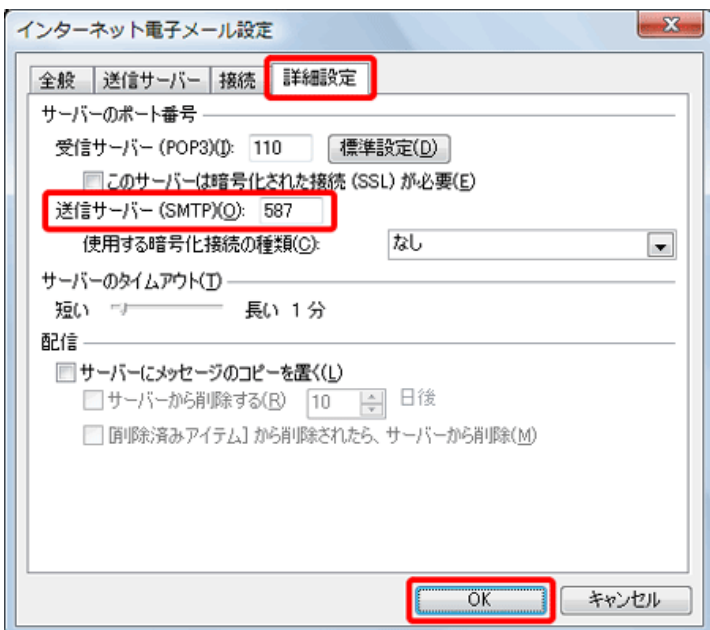 インターネット電子メール設定
全般 送信サーバー 接続 詳細設定
サーバーのポート番号
受信サーバー (POP3)(I): 110 標準設定(D)
このサーバーは暗号化された接続 (SSL) が必要(E)
送信サーバー (SMTP)(O): 587
使用する暗号化接続の種類(C): なし
サーバーのタイムアウト(T)
短い 長い 1 分
配信
サーバーにメッセージのコピーを置く(L)
サーバーから削除する(R) 10 日後
[削除済みアイテム] から削除されたら、サーバーから削除(M)
OK キャンセル